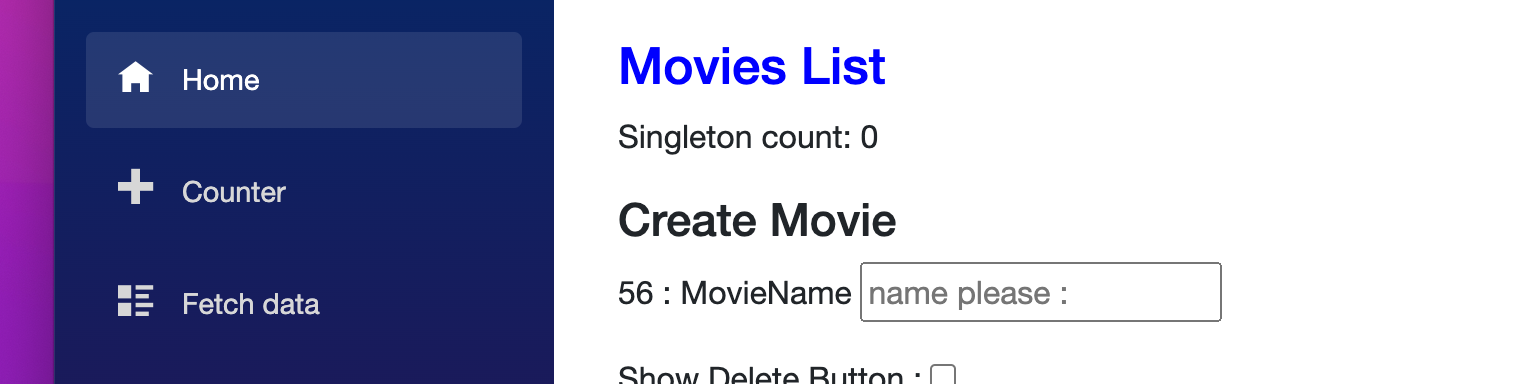 Home
Counter
Fetch data
Movies List
Singleton count: 0
Create Movie
56 : MovieName name please :
Show Delete Button :